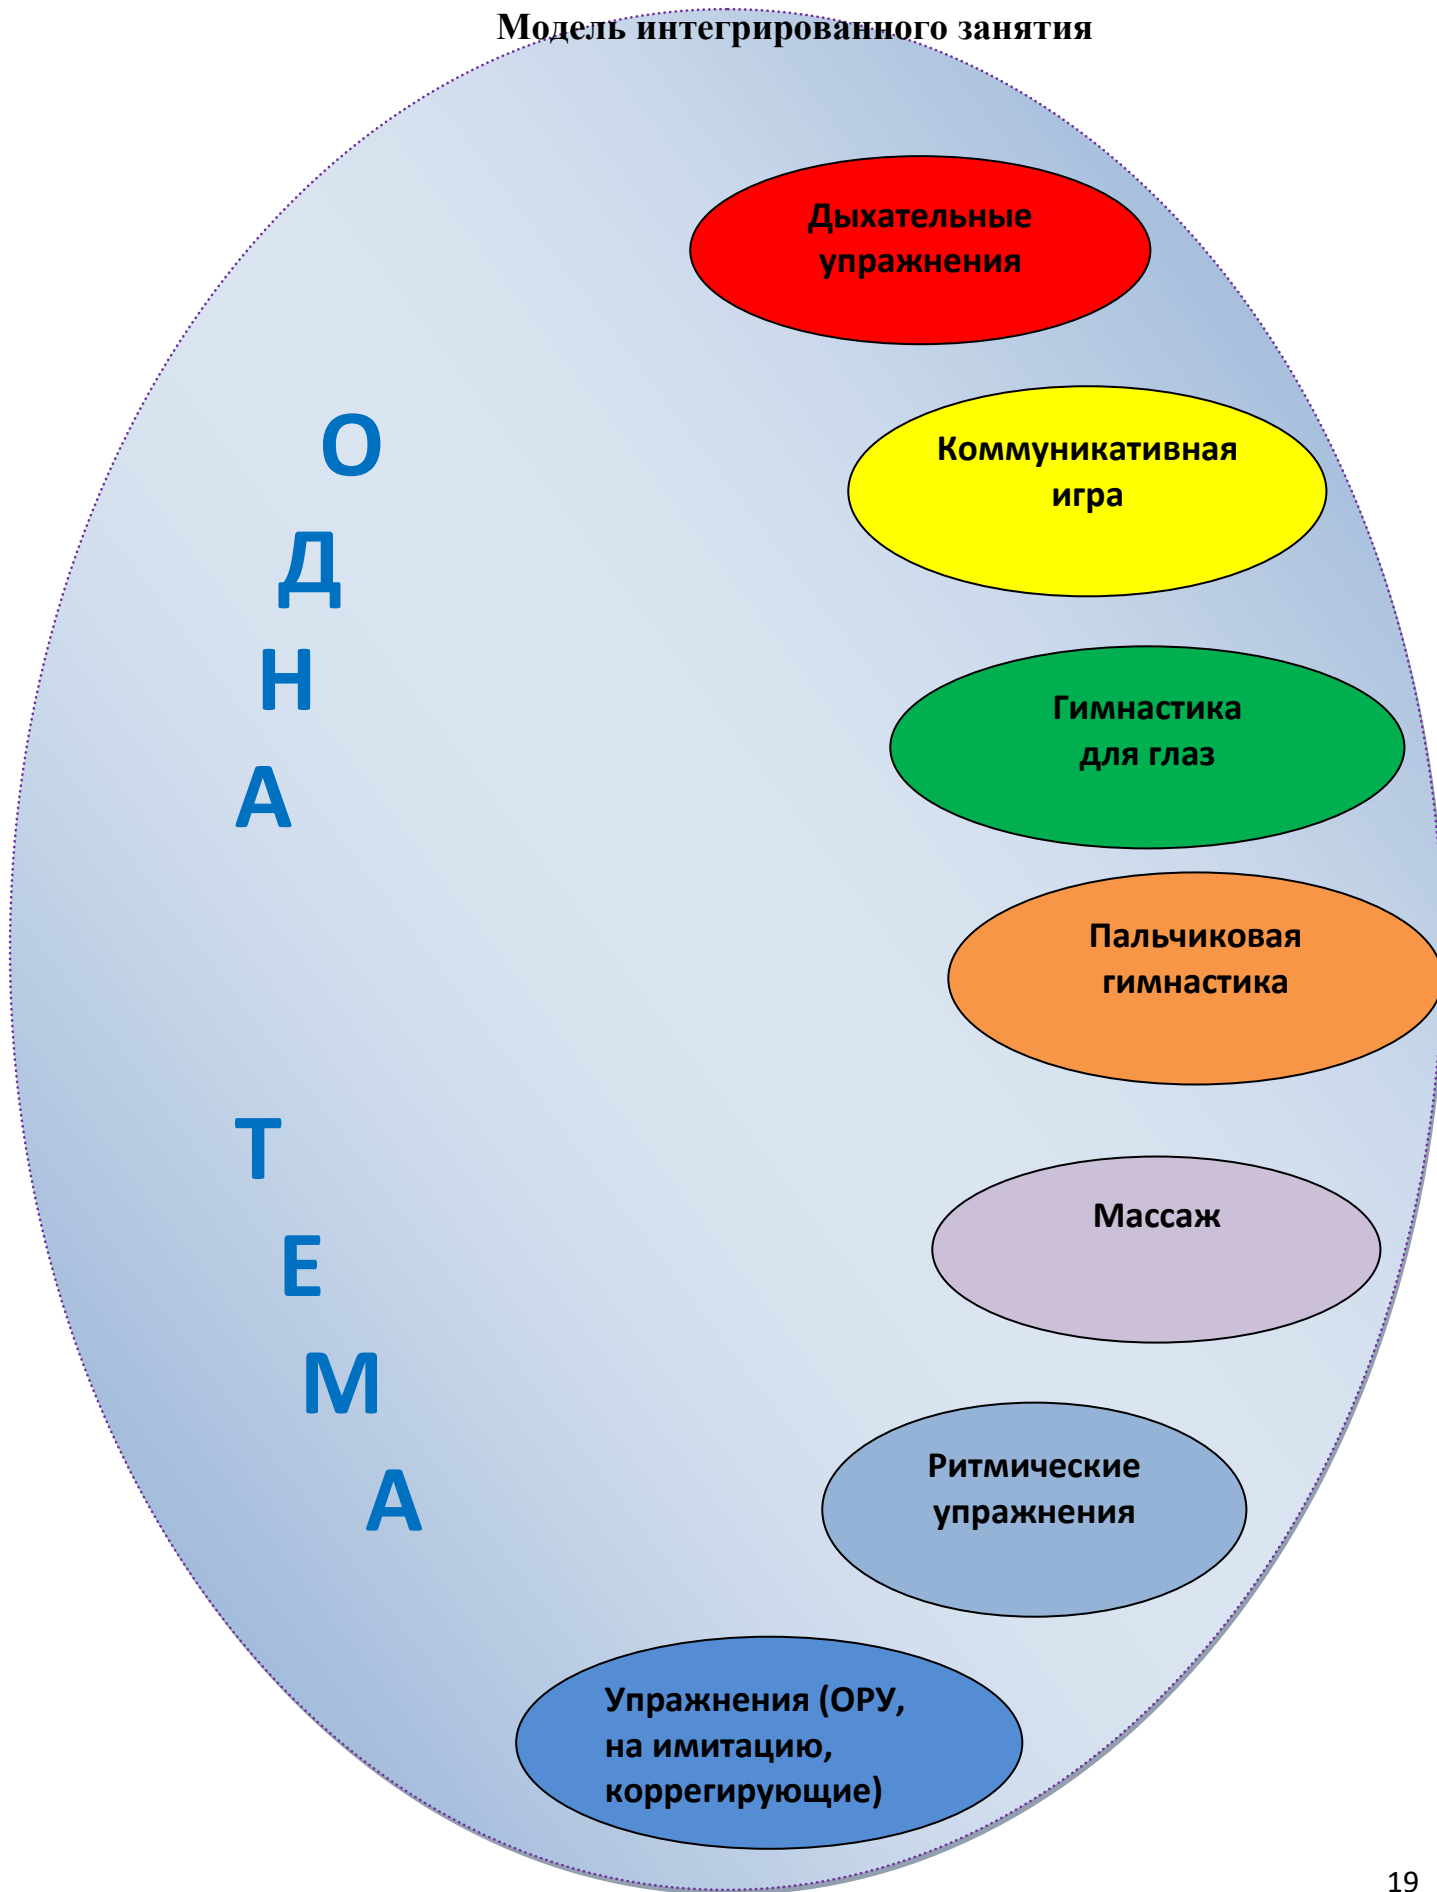 Модель интегрированного занятия
Дыхательные
упражнения
О
Коммуникативная
игра
Д
Н
Гимнастика
для глаз
А
Пальчиковая
гимнастика
Т
Массаж
Е
М
Ритмические
упражнения
А
Упражнения (ОРУ,
на имитацию,
коррегирующие)
19